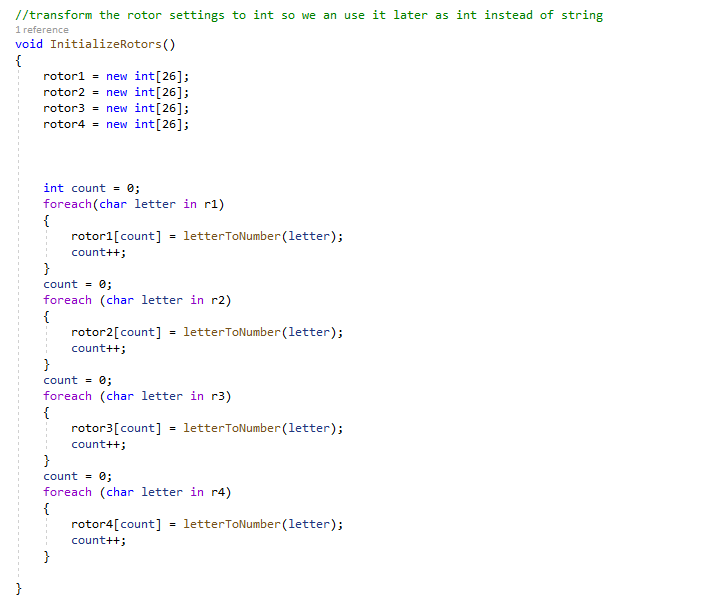 //transform the rotor settings to int so we an use it later as int instead of string
1 reference
void InitializeRotors()
{
    rotor1 = new int[26];
    rotor2 = new int[26];
    rotor3 = new int[26];
    rotor4 = new int[26];
    int count = 0;
    foreach(char letter in r1)
    {
        rotor1[count] = letterToNumber(letter);
        count++;
    }
    count = 0;
    foreach (char letter in r2)
    {
        rotor2[count] = letterToNumber(letter);
        count++;
    }
    count = 0;
    foreach (char letter in r3)
    {
        rotor3[count] = letterToNumber(letter);
        count++;
    }
    count = 0;
    foreach (char letter in r4)
    {
        rotor4[count] = letterToNumber(letter);
        count++;
    }
}